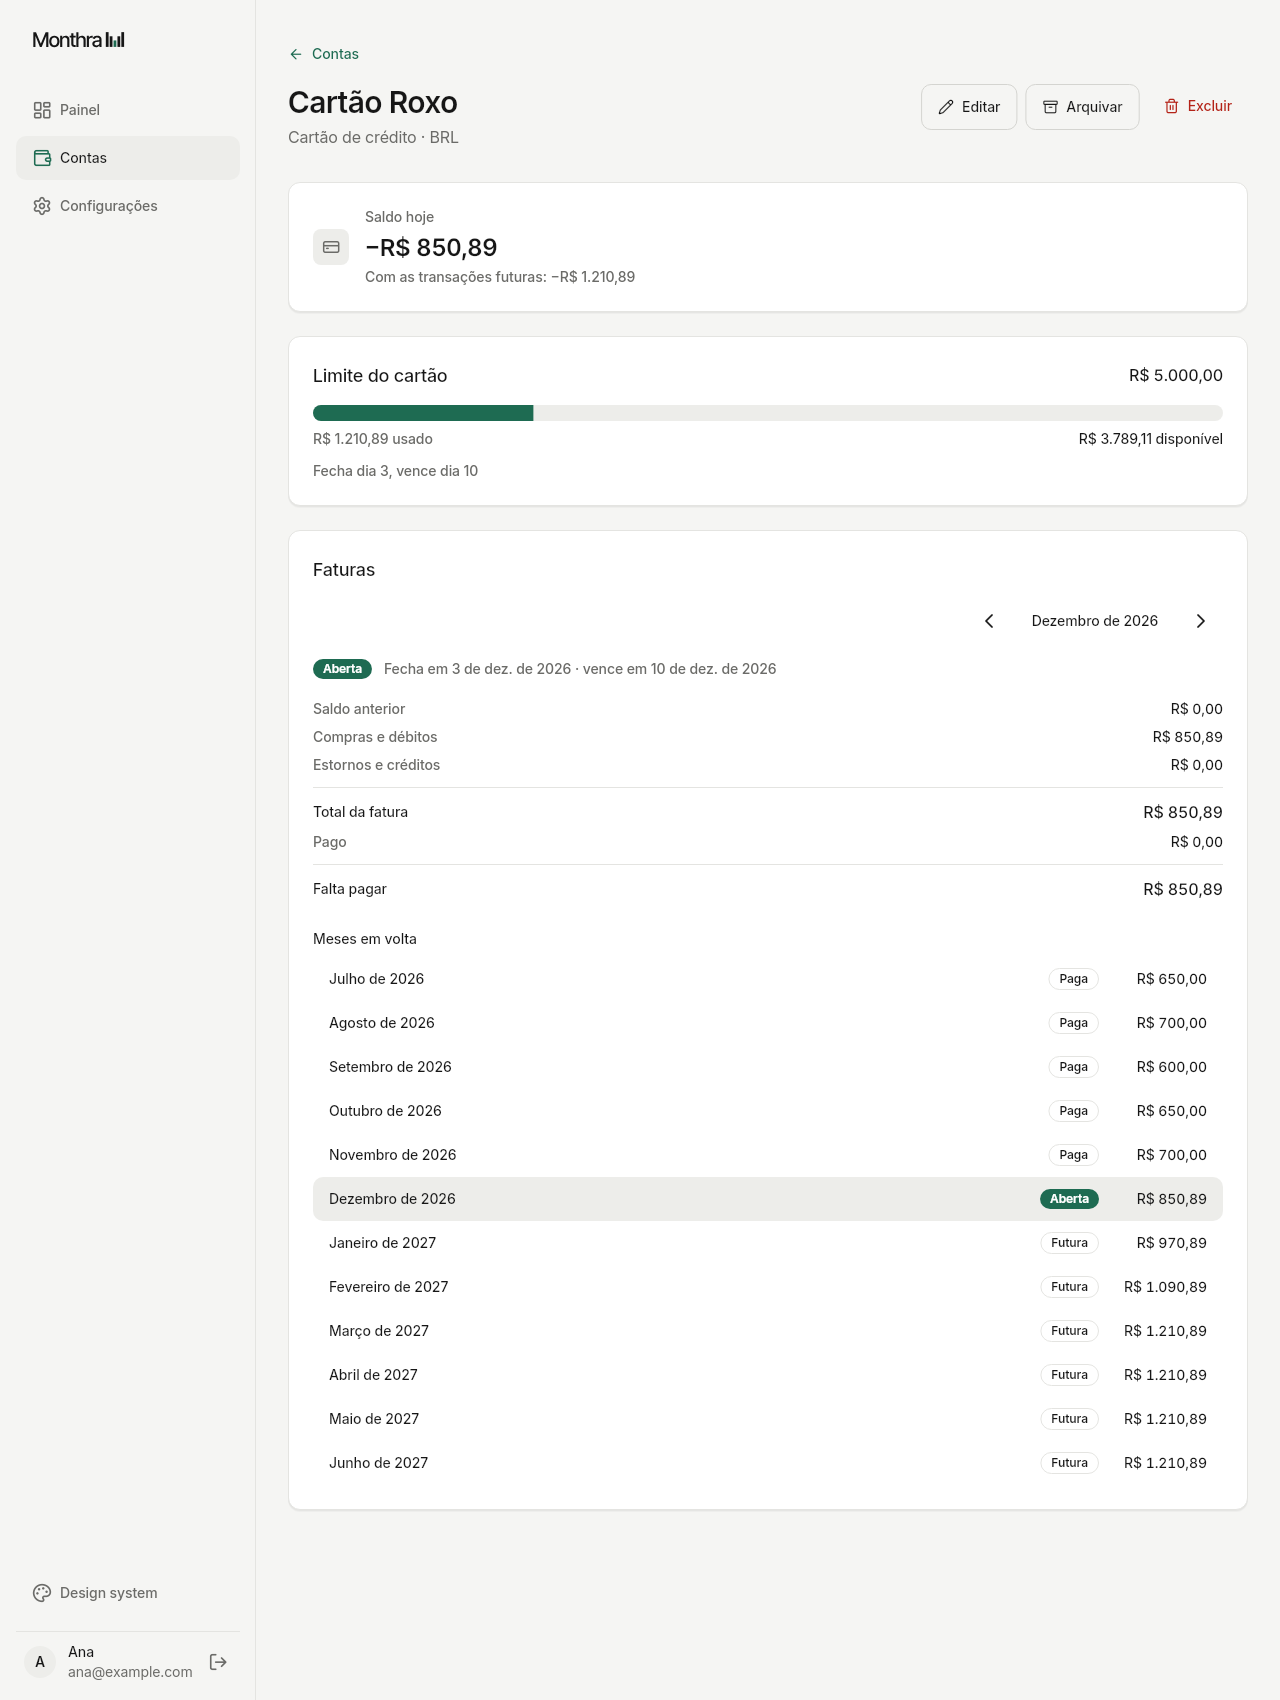 Monthra
Painel
Contas
Configurações
Design system
A
Ana
ana@example.com
Contas
Cartão Roxo
Cartão de crédito · BRL
Editar
Arquivar
Excluir
Saldo hoje
−R$ 850,89
Com as transações futuras: −R$ 1.210,89
Limite do cartão R$ 5.000,00
R$ 1.210,89 usado R$ 3.789,11 disponível
Fecha dia 3, vence dia 10
Faturas
Dezembro de 2026
Aberta Fecha em 3 de dez. de 2026 · vence em 10 de dez. de 2026
Saldo anterior R$ 0,00
Compras e débitos R$ 850,89
Estornos e créditos R$ 0,00
Total da fatura R$ 850,89
Pago R$ 0,00
Falta pagar R$ 850,89
Meses em volta
Julho de 2026 Paga R$ 650,00
Agosto de 2026 Paga R$ 700,00
Setembro de 2026 Paga R$ 600,00
Outubro de 2026 Paga R$ 650,00
Novembro de 2026 Paga R$ 700,00
Dezembro de 2026 Aberta R$ 850,89
Janeiro de 2027 Futura R$ 970,89
Fevereiro de 2027 Futura R$ 1.090,89
Março de 2027 Futura R$ 1.210,89
Abril de 2027 Futura R$ 1.210,89
Maio de 2027 Futura R$ 1.210,89
Junho de 2027 Futura R$ 1.210,89